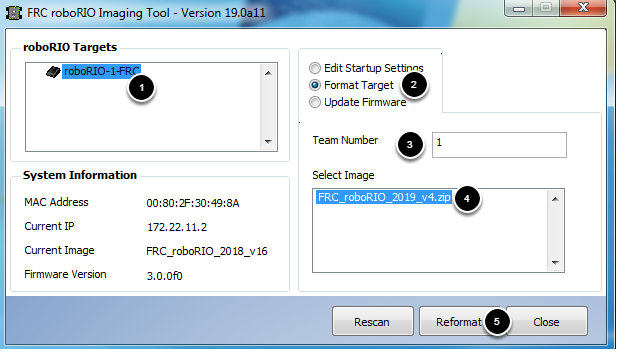 FRC roboRIO Imaging Tool - Version 19.0a11
roboRIO Targets
roboRIO-1-FRC
1
Edit Startup Settings
Format Target
2
Update Firmware
Team Number
3
1
Select Image
FRC_roboRIO_2019_v4.zip
4
System Information
MAC Address 00:80:2F:30:49:8A
Current IP 172.22.11.2
Current Image FRC_roboRIO_2018_v16
Firmware Version 3.0.0f0
Rescan
Reformat
5
Close